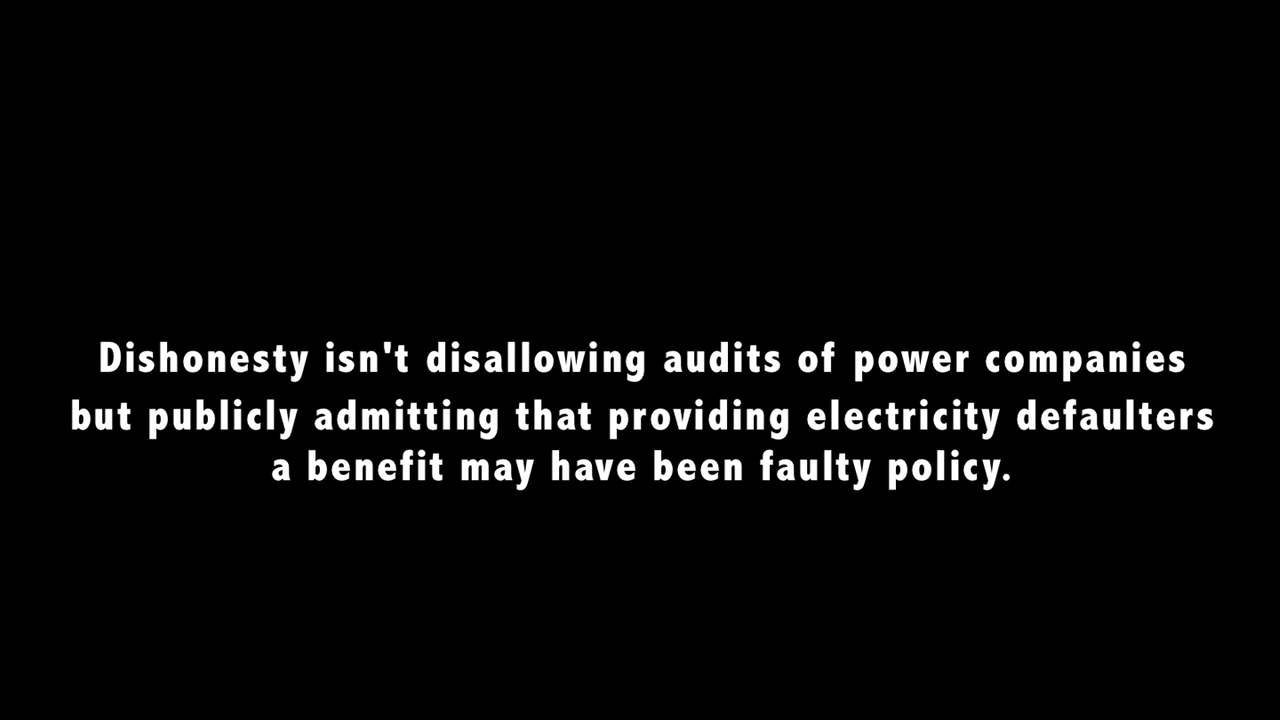 Dishonesty isn't disallowing audits of power companies
but publicly admitting that providing electricity defaulters
a benefit may have been faulty policy.